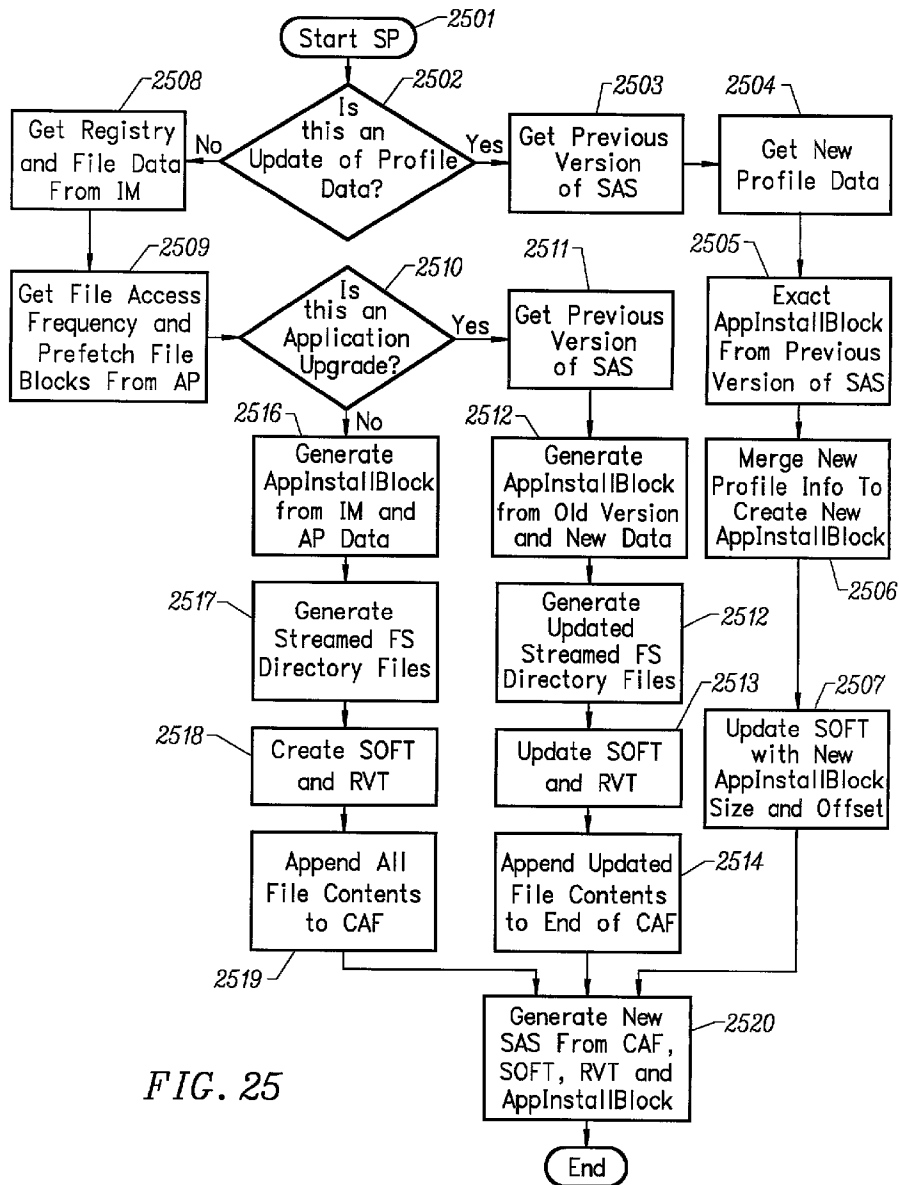 2501
Start SP
2508
2502
2503
2504
Is
this an
Update of Profile
Data?
No
Yes
Get Registry
and File Data
From IM
Get Previous
Version
of SAS
Get New
Profile Data
2509
2510
2511
2505
Get File Access
Frequency and
Prefetch File
Blocks From AP
Is
this an
Application
Upgrade?
Yes
No
Get Previous
Version
of SAS
Exact
AppInstallBlock
From Previous
Version of SAS
2516
2512
Generate
AppInstallBlock
from IM and
AP Data
Generate
AppInstallBlock
from Old Version
and New Data
Merge New
Profile Info To
Create New
AppInstallBlock
2506
2517
Generate
Streamed FS
Directory Files
Generate
Updated
Streamed FS
Directory Files
2512
2518
Create SOFT
and RVT
2513
Update SOFT
and RVT
2507
Update SOFT
with New
AppInstallBlock
Size and Offset
Append All
File Contents
to CAF
2519
Append Updated
File Contents
to End of CAF
2514
Generate New
SAS From CAF,
SOFT, RVT and
AppInstallBlock
2520
FIG. 25
End